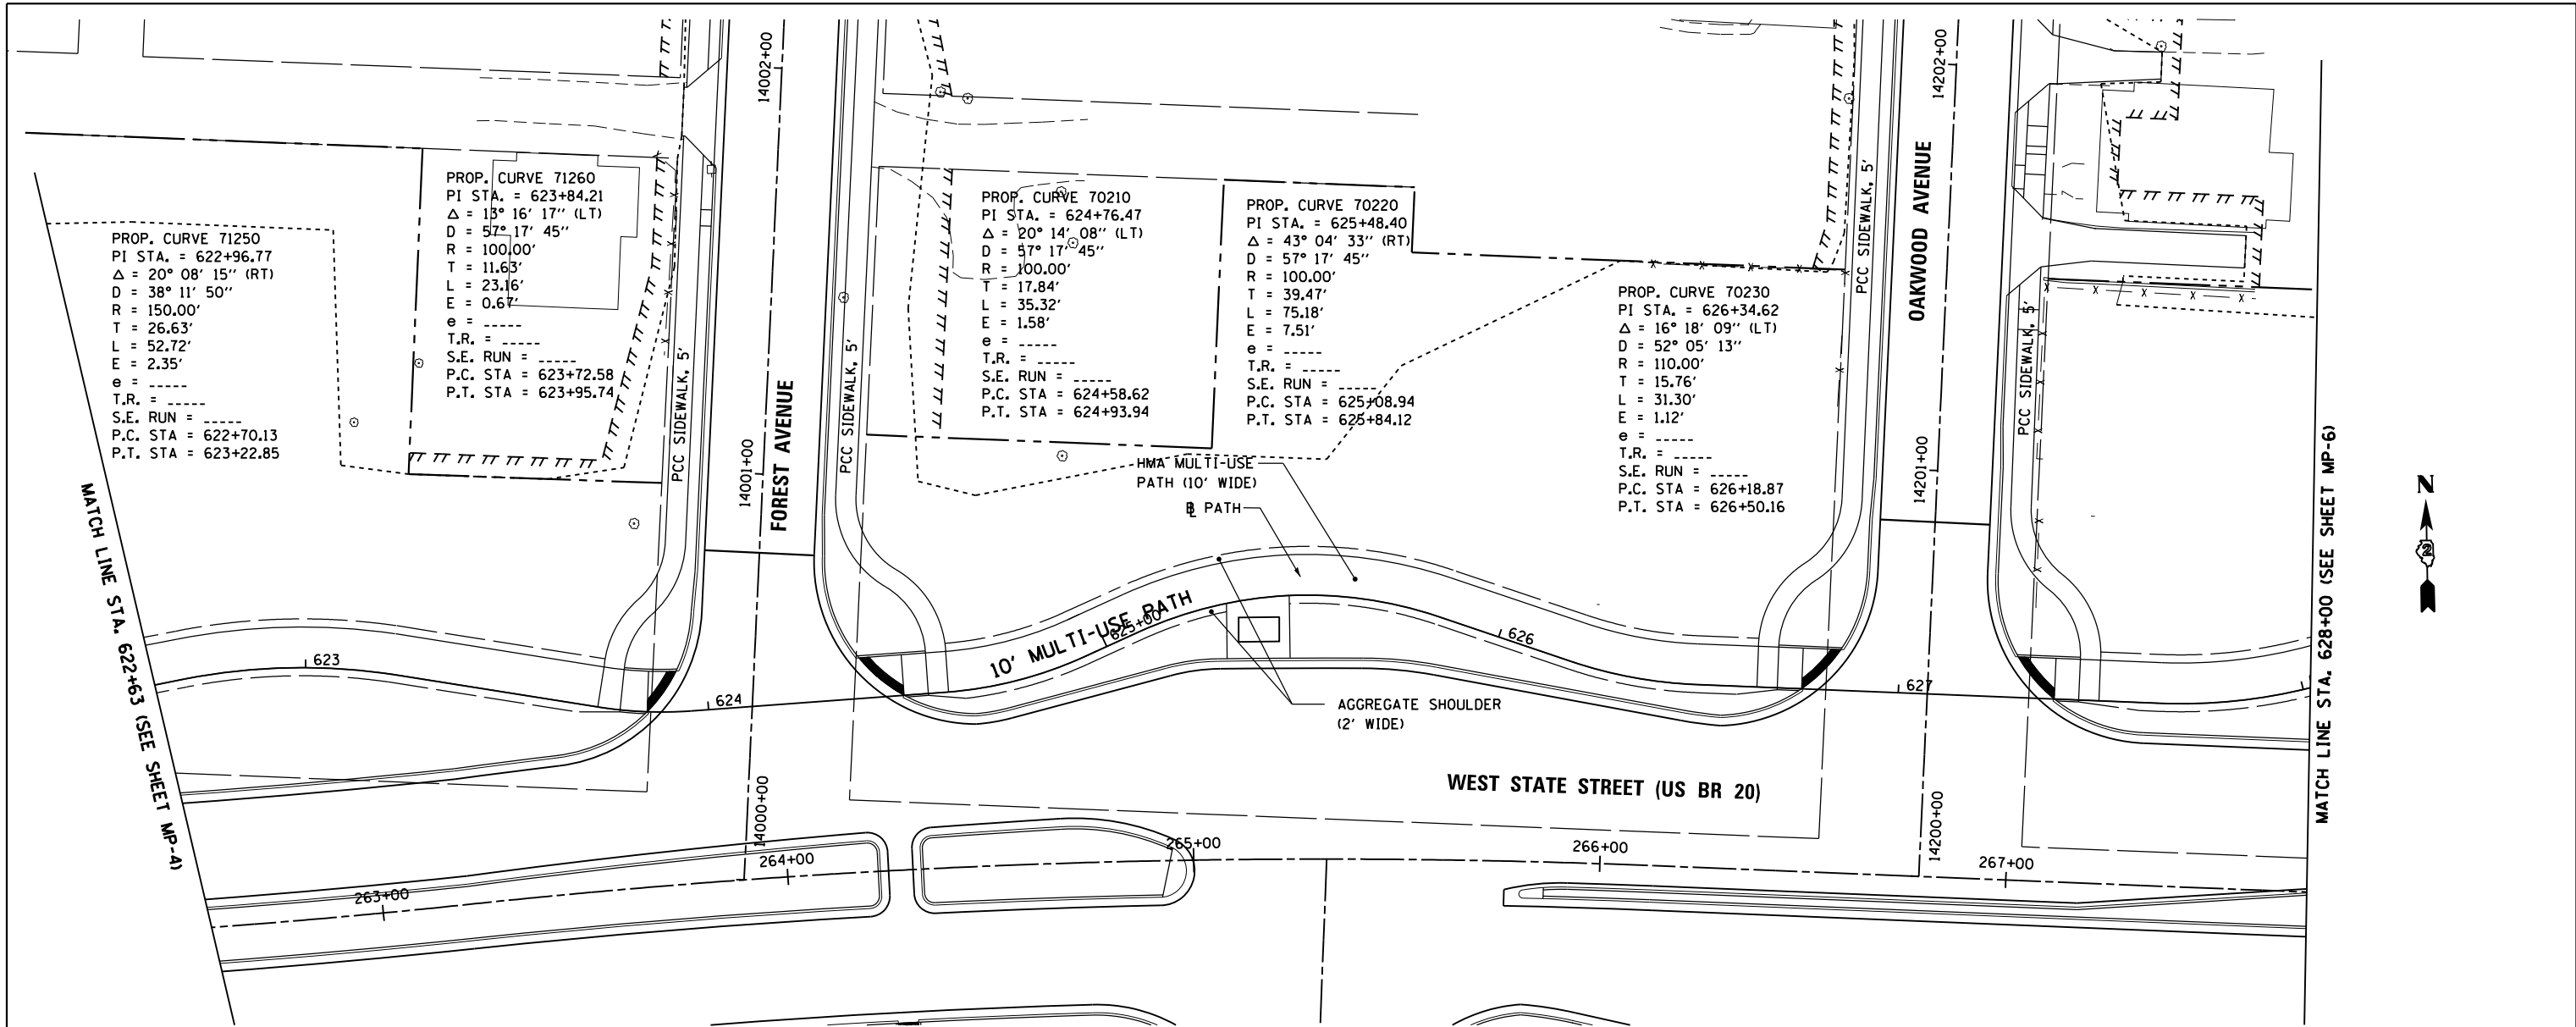 PROP. CURVE 71250
PI STA. = 622+96.77
Δ = 20° 08' 15" (RT)
D = 38° 11' 50"
R = 150.00'
T = 26.63'
L = 52.72'
E = 2.35'
e = _____
T.R. = _____
S.E. RUN = _____
P.C. STA = 622+70.13
P.T. STA = 623+22.85
PROP. CURVE 71260
PI STA. = 623+84.21
Δ = 13° 16' 17" (LT)
D = 57° 17' 45"
R = 100.00'
T = 11.63'
L = 23.16'
E = 0.67'
e = _____
T.R. = _____
S.E. RUN = _____
P.C. STA = 623+72.58
P.T. STA = 623+95.74
PCC SIDEWALK, 5'
14002+00
14001+00
FOREST AVENUE
14000+00
PCC SIDEWALK, 5'
PROP. CURVE 70210
PI STA. = 624+76.47
Δ = 20° 14' 08" (LT)
D = 57° 17' 45"
R = 100.00'
T = 17.84'
L = 35.32'
E = 1.58'
e = _____
T.R. = _____
S.E. RUN = _____
P.C. STA = 624+58.62
P.T. STA = 624+93.94
PROP. CURVE 70220
PI STA. = 625+48.40
Δ = 43° 04' 33" (RT)
D = 57° 17' 45"
R = 100.00'
T = 39.47'
L = 75.18'
E = 7.51'
e = _____
T.R. = _____
S.E. RUN = _____
P.C. STA = 625+08.94
P.T. STA = 625+84.12
PROP. CURVE 70230
PI STA. = 626+34.62
Δ = 16° 18' 09" (LT)
D = 52° 05' 13"
R = 110.00'
T = 15.76'
L = 31.30'
E = 1.12'
e = _____
T.R. = _____
S.E. RUN = _____
P.C. STA = 626+18.87
P.T. STA = 626+50.16
PCC SIDEWALK, 5'
14202+00
OAKWOOD AVENUE
14201+00
14200+00
PCC SIDEWALK, 5'
HMA MULTI-USE
PATH (10' WIDE)
BL PATH
10' MULTI-USE PATH
623
624
625+00
626
627
AGGREGATE SHOULDER
(2' WIDE)
WEST STATE STREET (US BR 20)
263+00
264+00
265+00
266+00
267+00
MATCH LINE STA. 622+63 (SEE SHEET MP-4)
MATCH LINE STA. 628+00 (SEE SHEET MP-6)
N
2